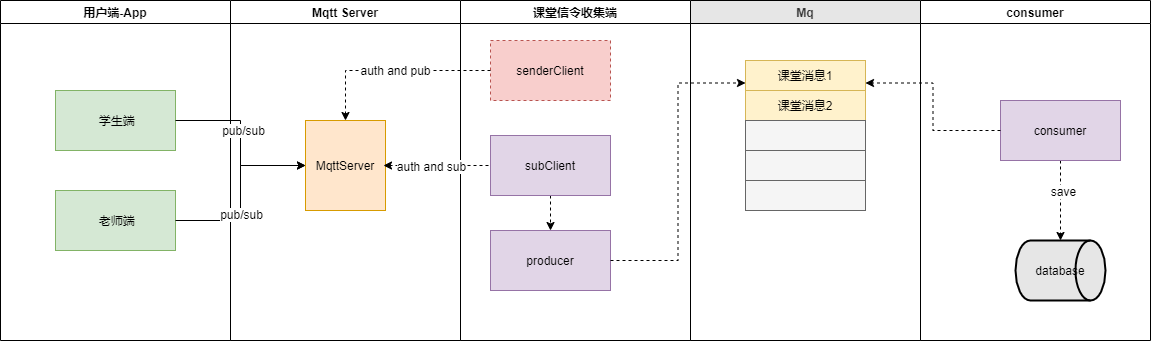 用户端-App
Mqtt Server
课堂信令收集端
Mq
consumer
学生端
老师端
pub/sub
pub/sub
MqttServer
auth and pub
auth and sub
senderClient
subClient
producer
课堂消息1
课堂消息2
consumer
save
database